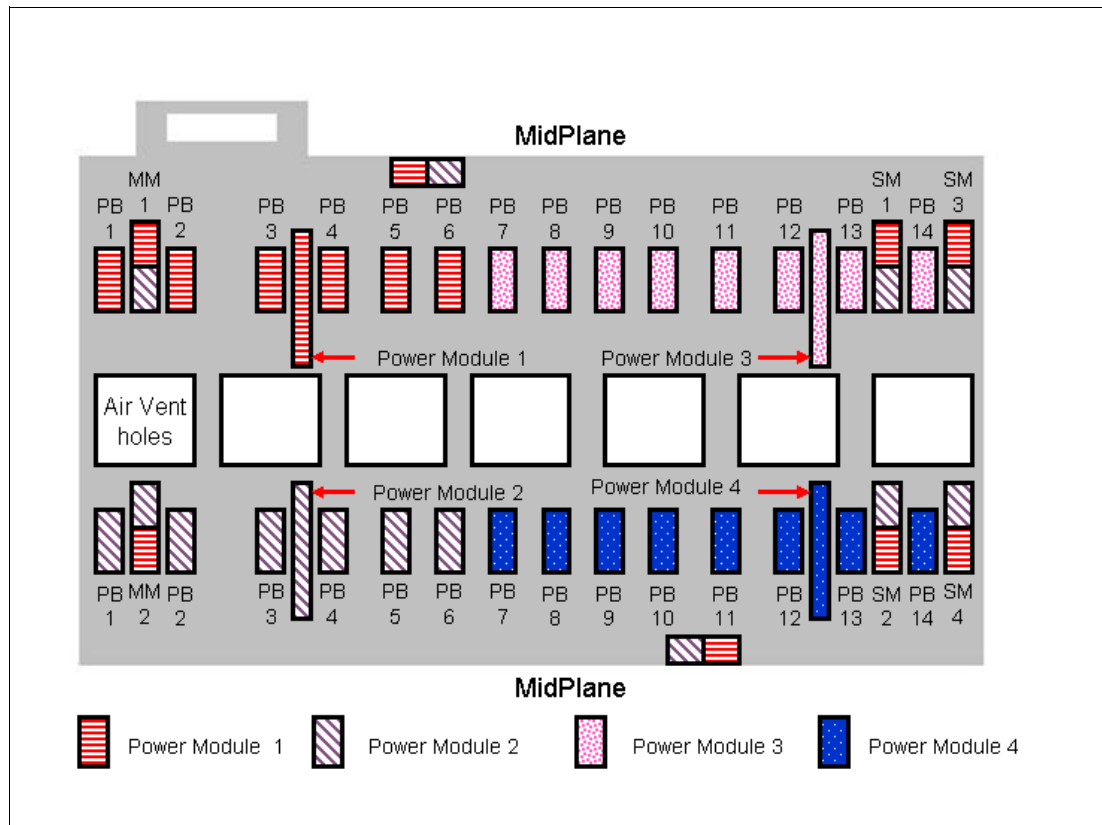 MidPlane
MM SM SM
PB 1 PB PB PB PB PB PB PB PB PB PB PB PB 1 PB 3
1 2 3 4 5 6 7 8 9 10 11 12 13 14
Power Module 1 Power Module 3
Air Vent
holes
Power Module 2 Power Module 4
PB MM PB PB PB PB PB PB PB PB PB PB PB PB SM PB SM
1 2 2 3 4 5 6 7 8 9 10 11 12 13 2 14 4
MidPlane
Power Module 1 Power Module 2 Power Module 3 Power Module 4